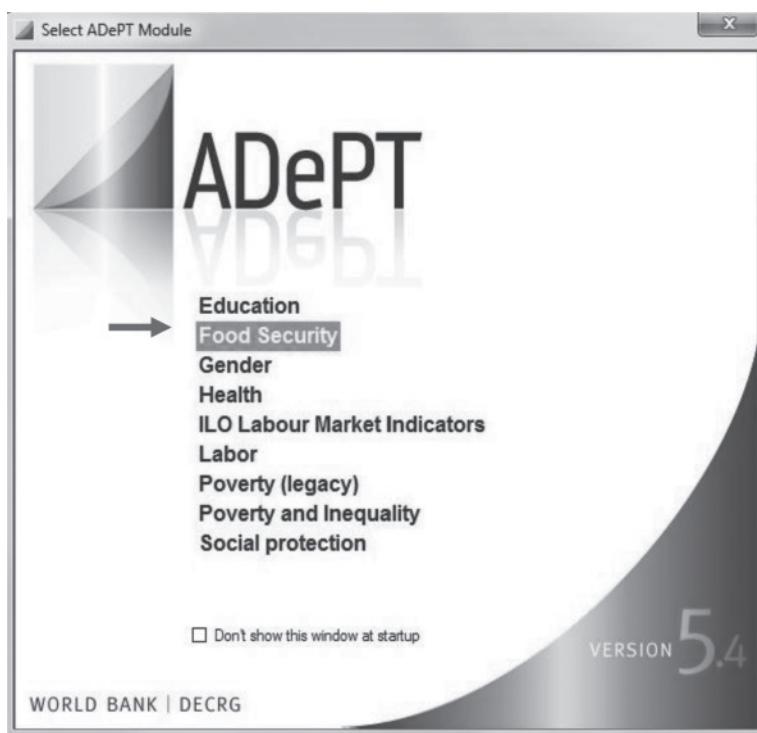 Select ADePT Module
ADePT
Education
Food Security
Gender
Health
ILO Labour Market Indicators
Labor
Poverty (legacy)
Poverty and Inequality
Social protection
Don't show this window at startup
VERSION 5.4
WORLD BANK | DECRG